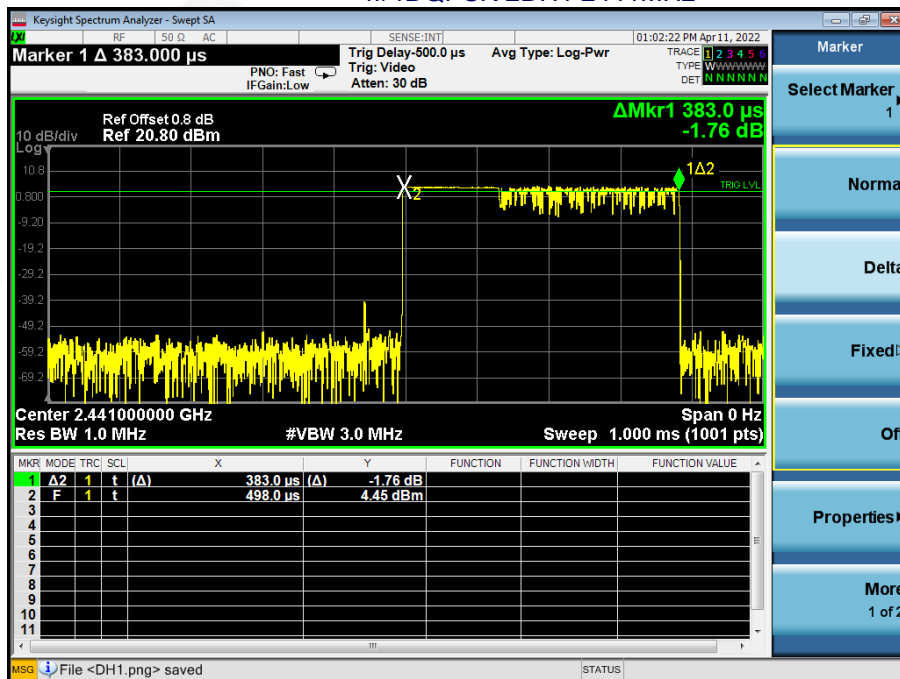 Keysight Spectrum Analyzer - Swept SA
LXI RF 50 Ω AC SENSE:INT 01:02:22 PM Apr 11, 2022
Marker 1 Δ 383.000 µs
PNO: Fast
IFGain:Low
Trig Delay-500.0 µs
Trig: Video
Atten: 30 dB
Avg Type: Log-Pwr
TRACE 1 2 3 4 5 6
TYPE WWWWWW
DET N N N N N N
Marker
Select Marker
1
Ref Offset 0.8 dB
10 dB/div Ref 20.80 dBm
Log
ΔMkr1 383.0 µs
-1.76 dB
10.8
0.800
-9.20
-19.2
-29.2
-39.2
-49.2
-59.2
-69.2
X2
1Δ2
TRIG LVL
Center 2.441000000 GHz Span 0 Hz
Res BW 1.0 MHz #VBW 3.0 MHz Sweep 1.000 ms (1001 pts)
Norma
Delta
Fixed
Of
Properties
More
1 of 2
MKR MODE TRC SCL X Y FUNCTION FUNCTION WIDTH FUNCTION VALUE
1 Δ2 1 t (Δ) 383.0 µs (Δ) -1.76 dB
2 F 1 t 498.0 µs 4.45 dBm
3
4
5
6
7
8
9
10
11
MSG File <DH1.png> saved STATUS